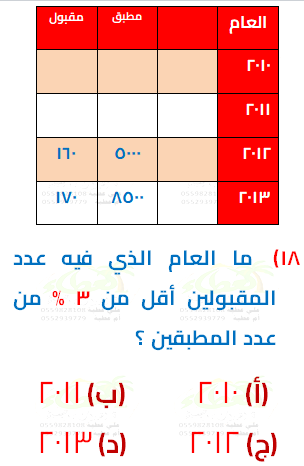 العام مطبق مقبول
٢٠١٠
٢٠١١
٢٠١٢ ٥٠٠٠ ١٦٠
٢٠١٣ ٨٥٠٠ ١٧٠
١٨) ما العام الذي فيه عدد
المقبولين أقل من ٣ % من
عدد المطبقين ؟
(أ) ٢٠١٠ (ب) ٢٠١١
(ج) ٢٠١٢ (د) ٢٠١٣